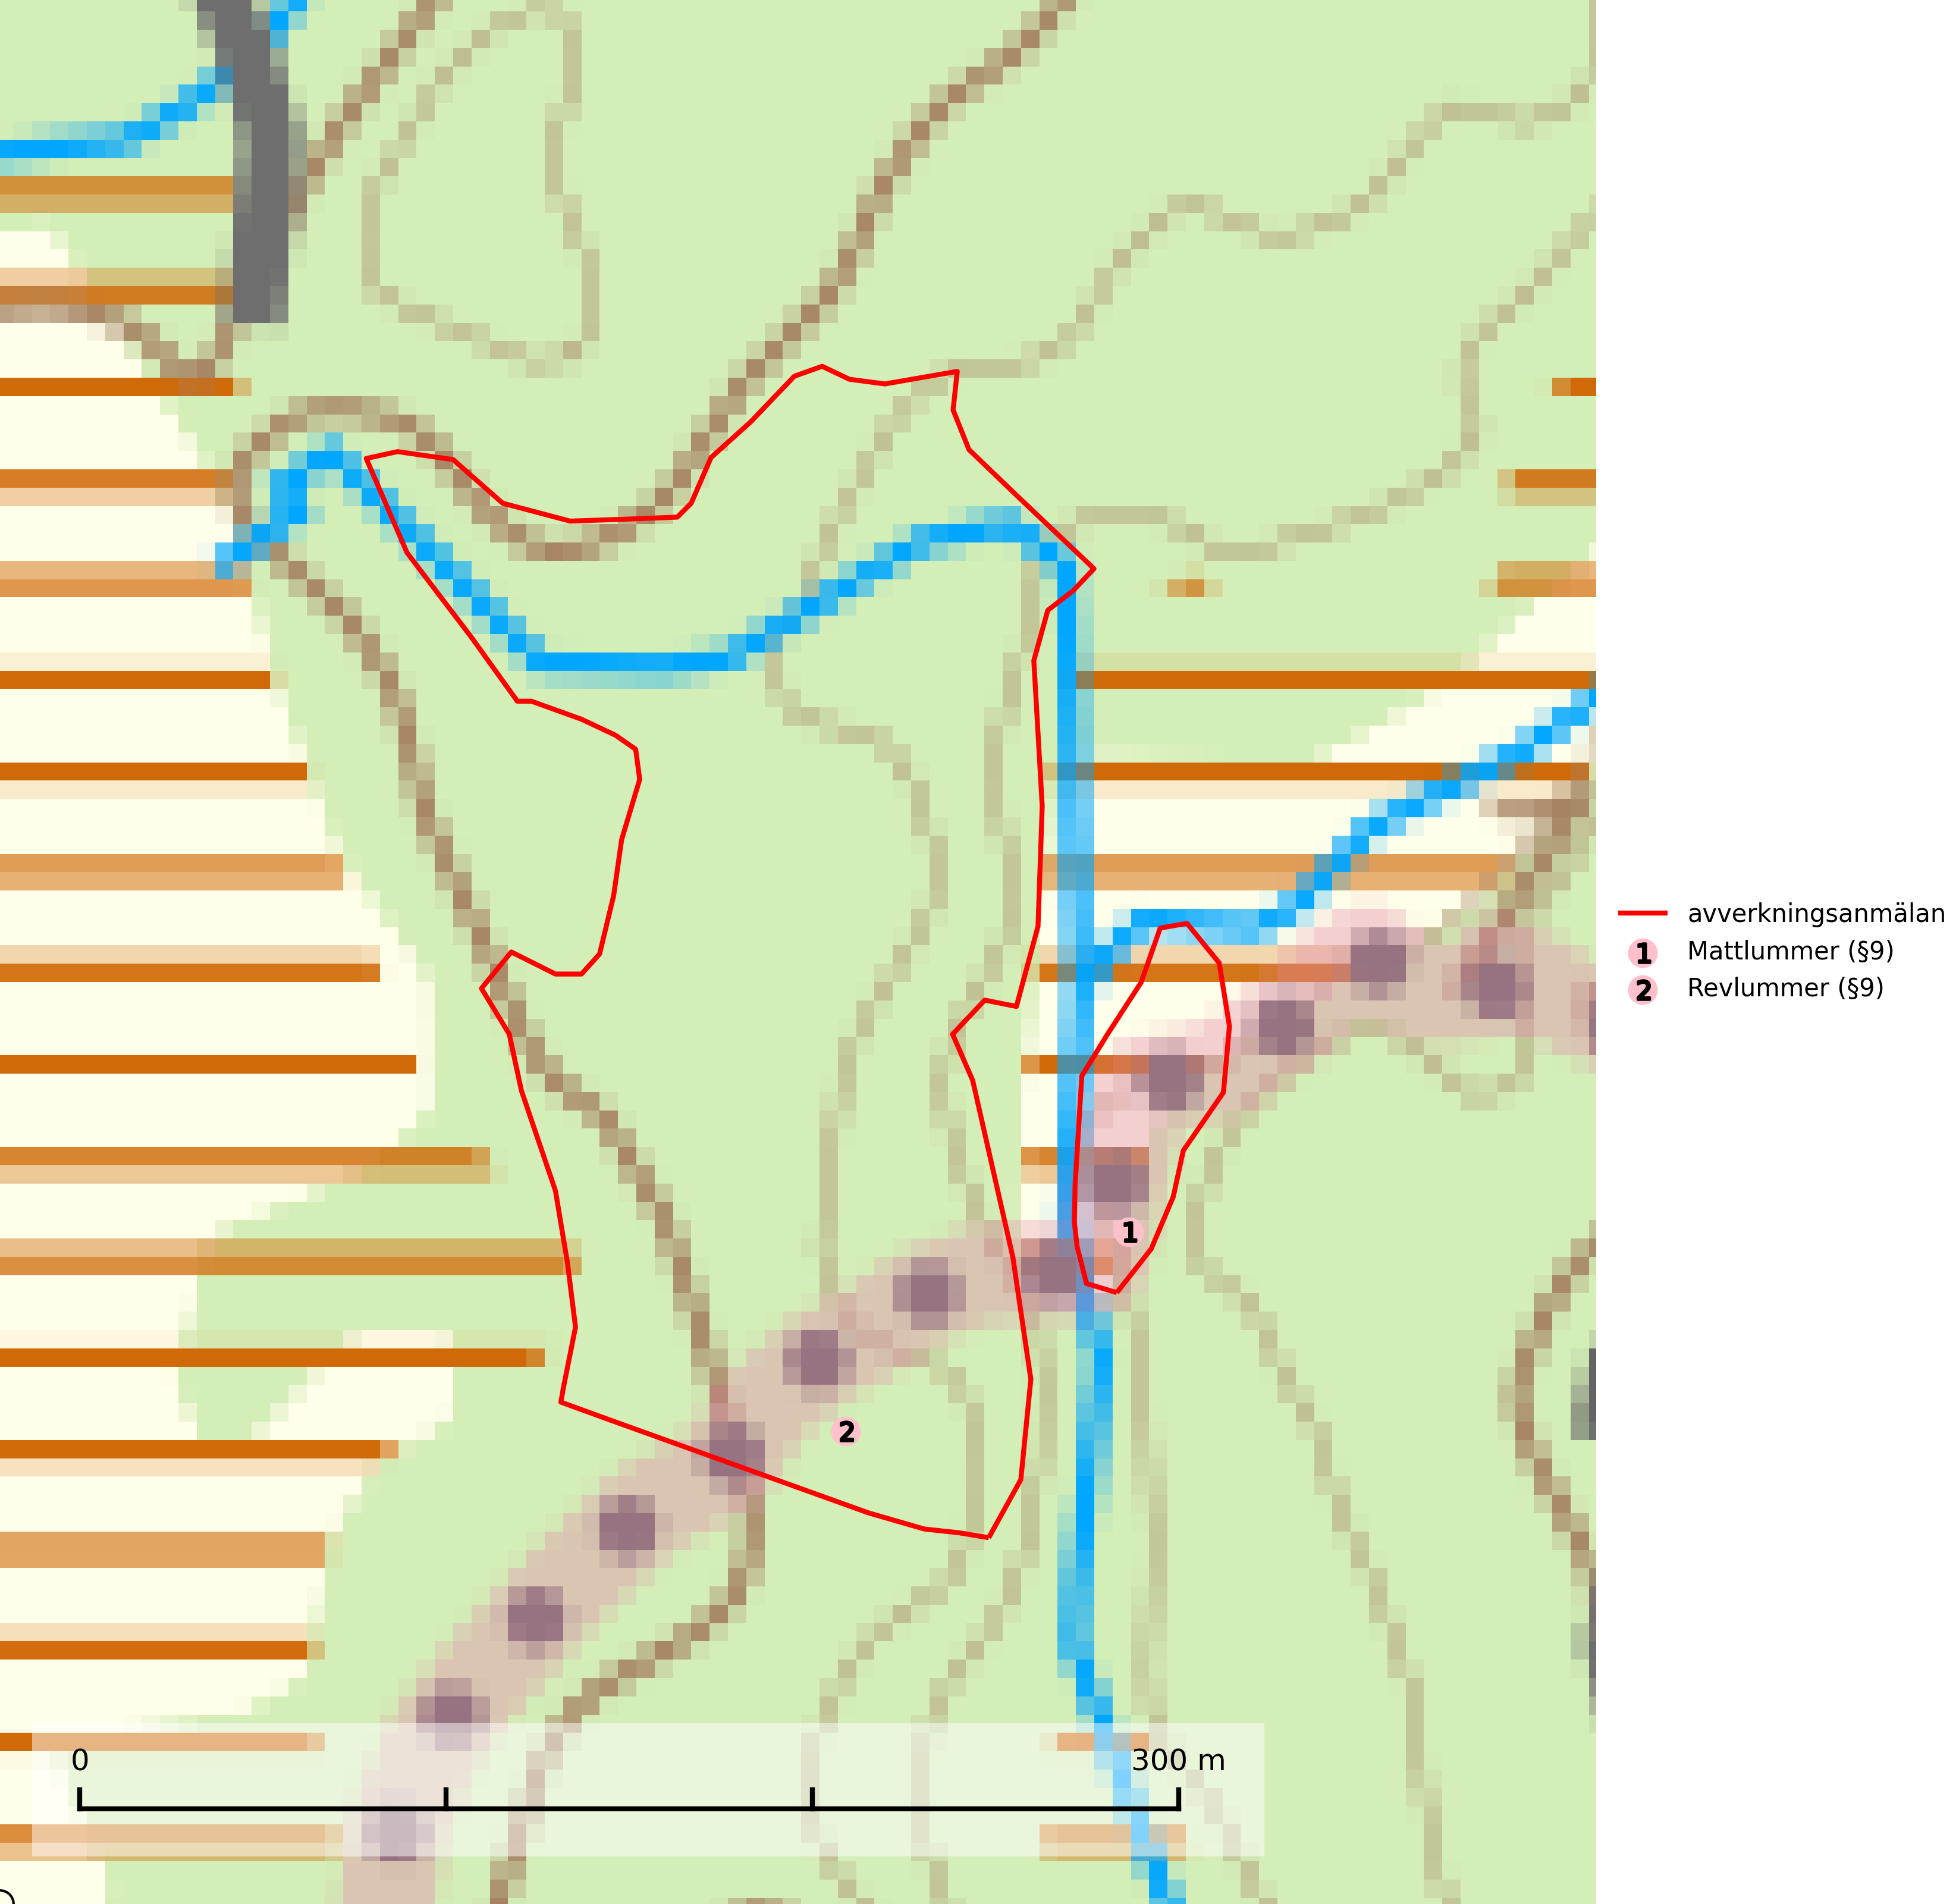 avverkningsanmälan
1 Mattlummer (§9)
2 Revlummer (§9)
1
2
0 300 m